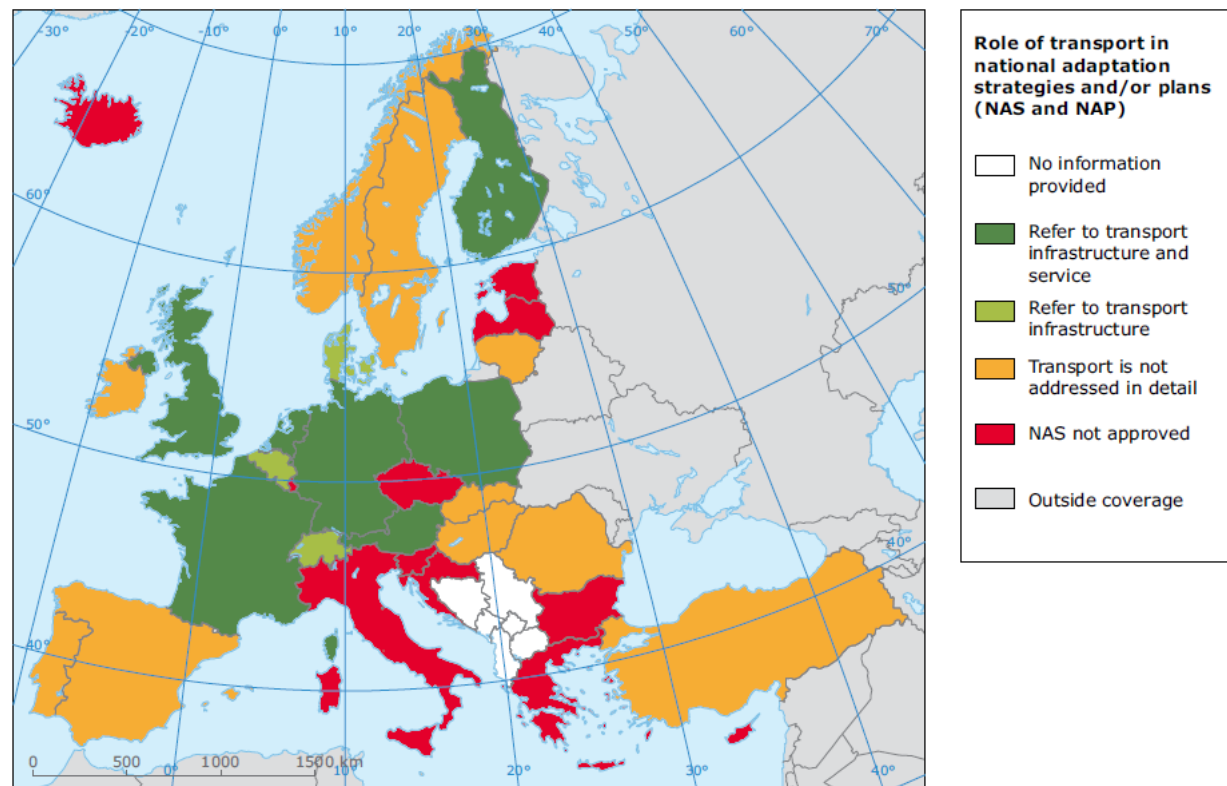 -30°
-20°
-10°
0°
10°
20°
30°
40°
50°
60°
70°
60°
50°
40°
50°
40°
0
500
1000
1500 km
0°
10°
20°
30°
40°
Role of transport in
national adaptation
strategies and/or plans
(NAS and NAP)
No information
provided
Refer to transport
infrastructure and
service
Refer to transport
infrastructure
Transport is not
addressed in detail
NAS not approved
Outside coverage